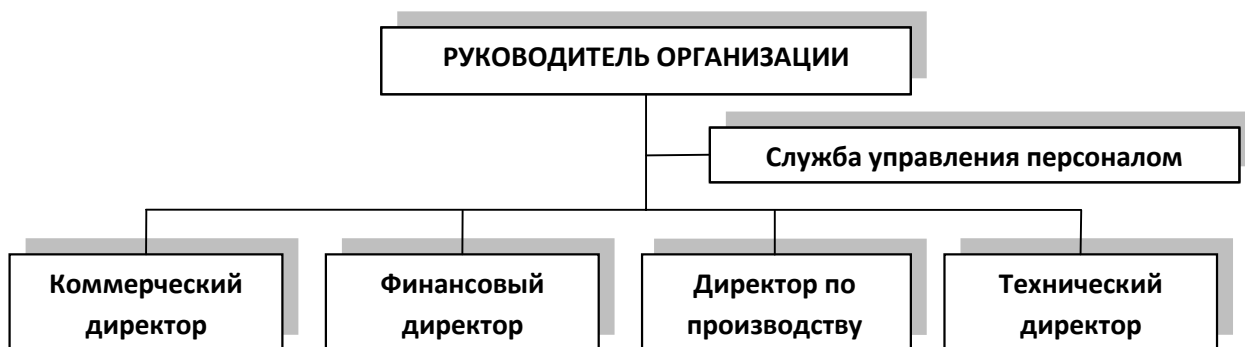 РУКОВОДИТЕЛЬ ОРГАНИЗАЦИИ
Служба управления персоналом
Коммерческий
директор
Финансовый
директор
Директор по
производству
Технический
директор